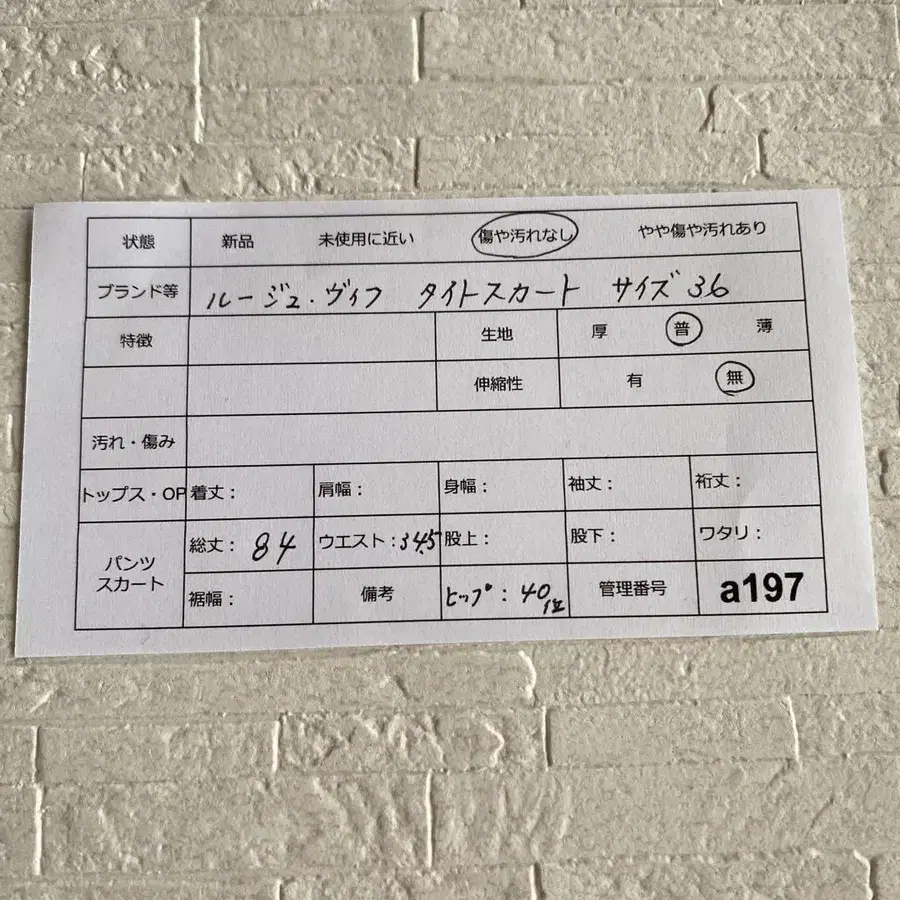 状態 新品 未使用に近い 傷や汚れなし やや傷や汚れあり
ブランド等 ルージュ・ヴィフ タイトスカート サイズ 36
特徴 生地 厚 普 薄
伸縮性 有 無
汚れ・傷み
トップス・OP 着丈: 肩幅: 身幅: 袖丈: 裄丈:
パンツ スカート 総丈: 84 ウエスト: 34.5 股上: 股下: ワタリ:
裾幅: 備考 ヒップ: 40位 管理番号 a197